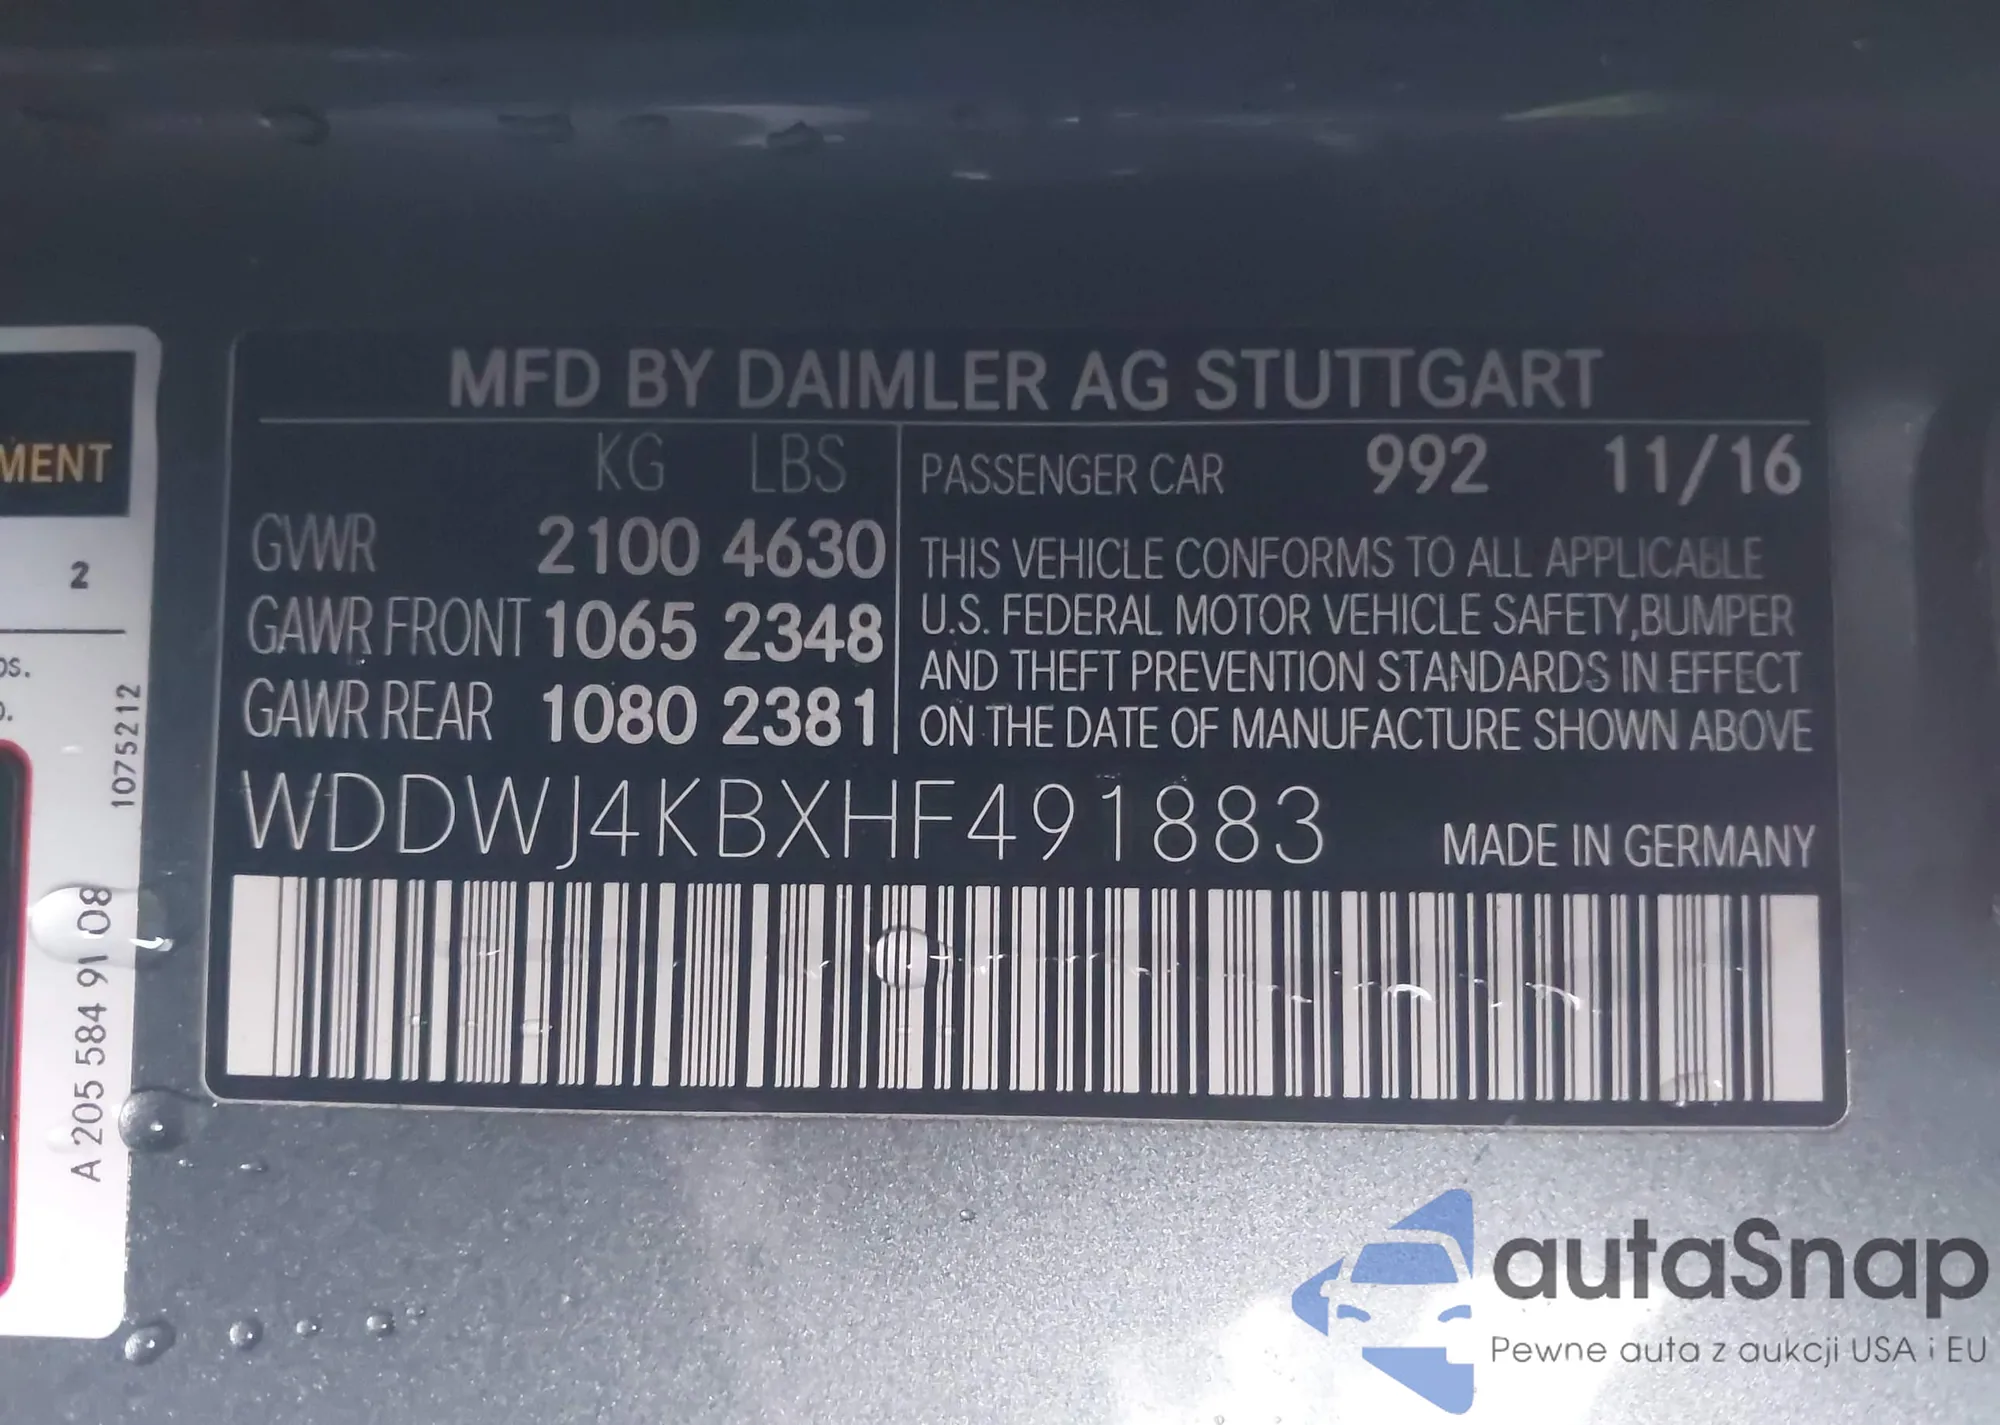 MFD BY DAIMLER AG STUTTGART
KG LBS
GVWR 2100 4630
GAWR FRONT 1065 2348
GAWR REAR 1080 2381
PASSENGER CAR 992 11/16
THIS VEHICLE CONFORMS TO ALL APPLICABLE
U.S. FEDERAL MOTOR VEHICLE SAFETY,BUMPER
AND THEFT PREVENTION STANDARDS IN EFFECT
ON THE DATE OF MANUFACTURE SHOWN ABOVE
WDDWJ4KBXHF491883
MADE IN GERMANY
MENT
2
1075212
A 205 584 91 08
autaSnap
Pewne auta z aukcji USA i EU